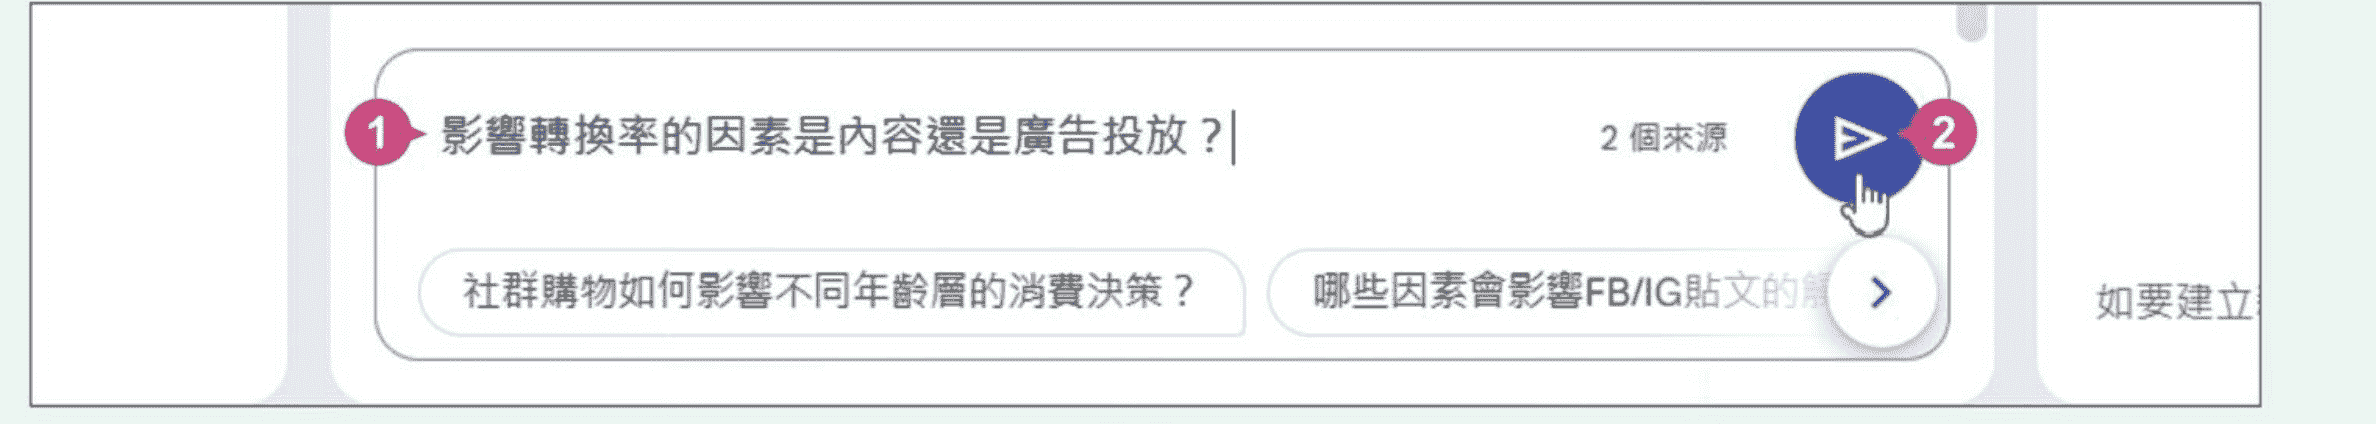 1 影響轉換率的因素是內容還是廣告投放？ 2 個來源 2
社群購物如何影響不同年齡層的消費決策？ 哪些因素會影響FB/IG貼文的
如要建立